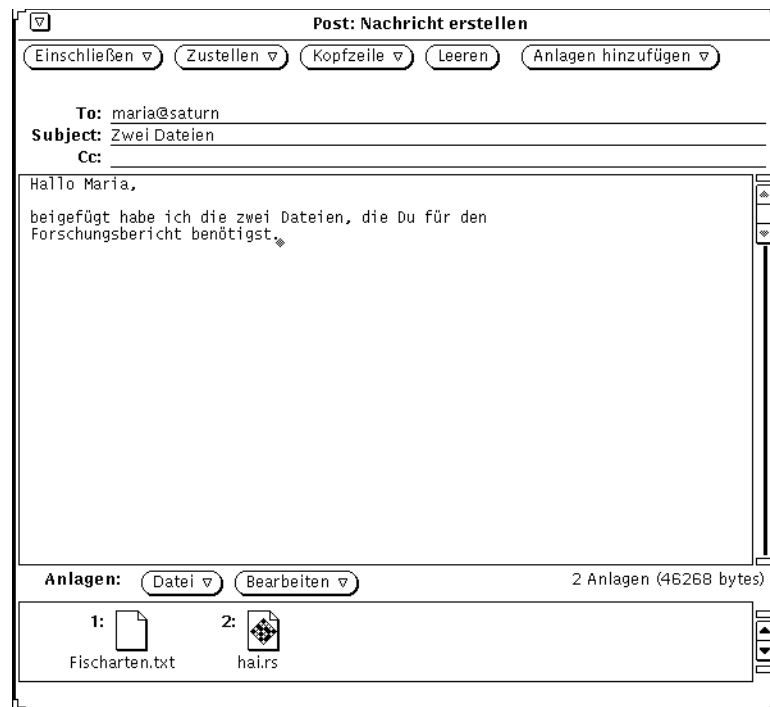 Post: Nachricht erstellen
Einschließen Zustellen Kopfzeile Leeren Anlagen hinzufügen
To: maria@saturn
Subject: Zwei Dateien
Cc:
Hallo Maria,
beigefügt habe ich die zwei Dateien, die Du für den
Forschungsbericht benötigst.
Anlagen: Datei Bearbeiten 2 Anlagen (46268 bytes)
1: 2:
Fischarten.txt hai.rs